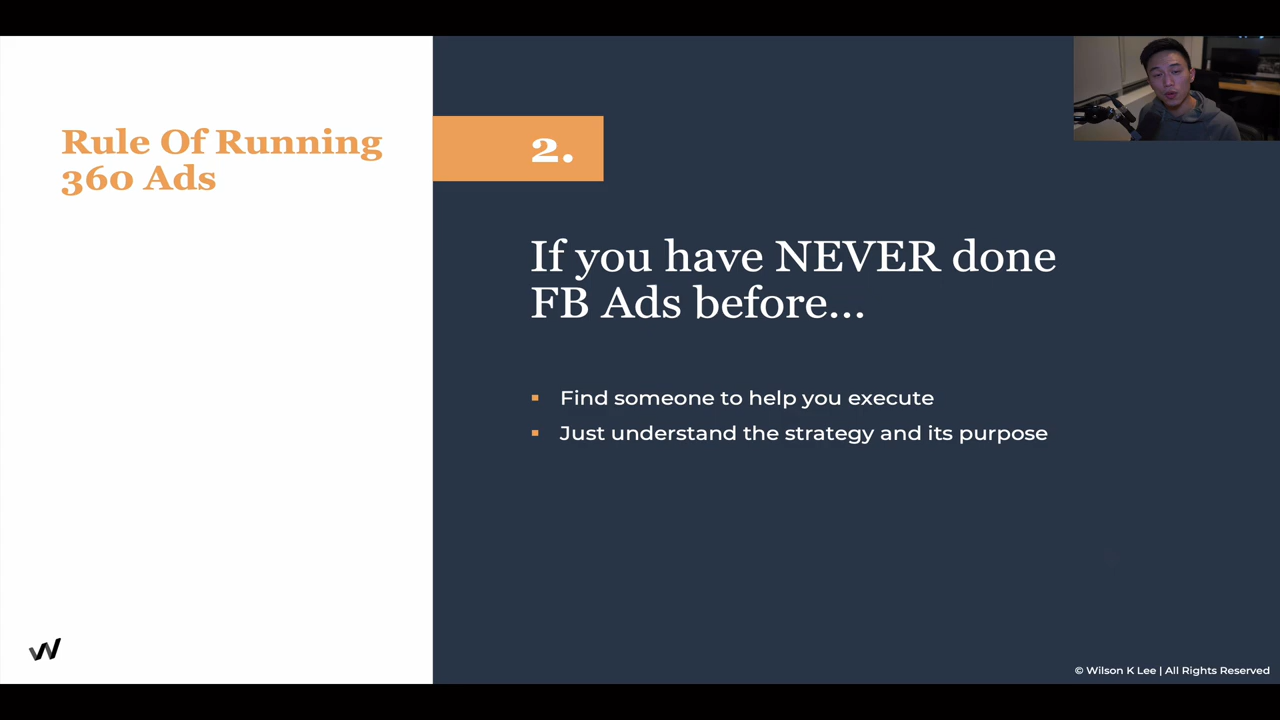 Rule Of Running
360 Ads
2.
If you have NEVER done
FB Ads before...
Find someone to help you execute
Just understand the strategy and its purpose
© Wilson K Lee | All Rights Reserved